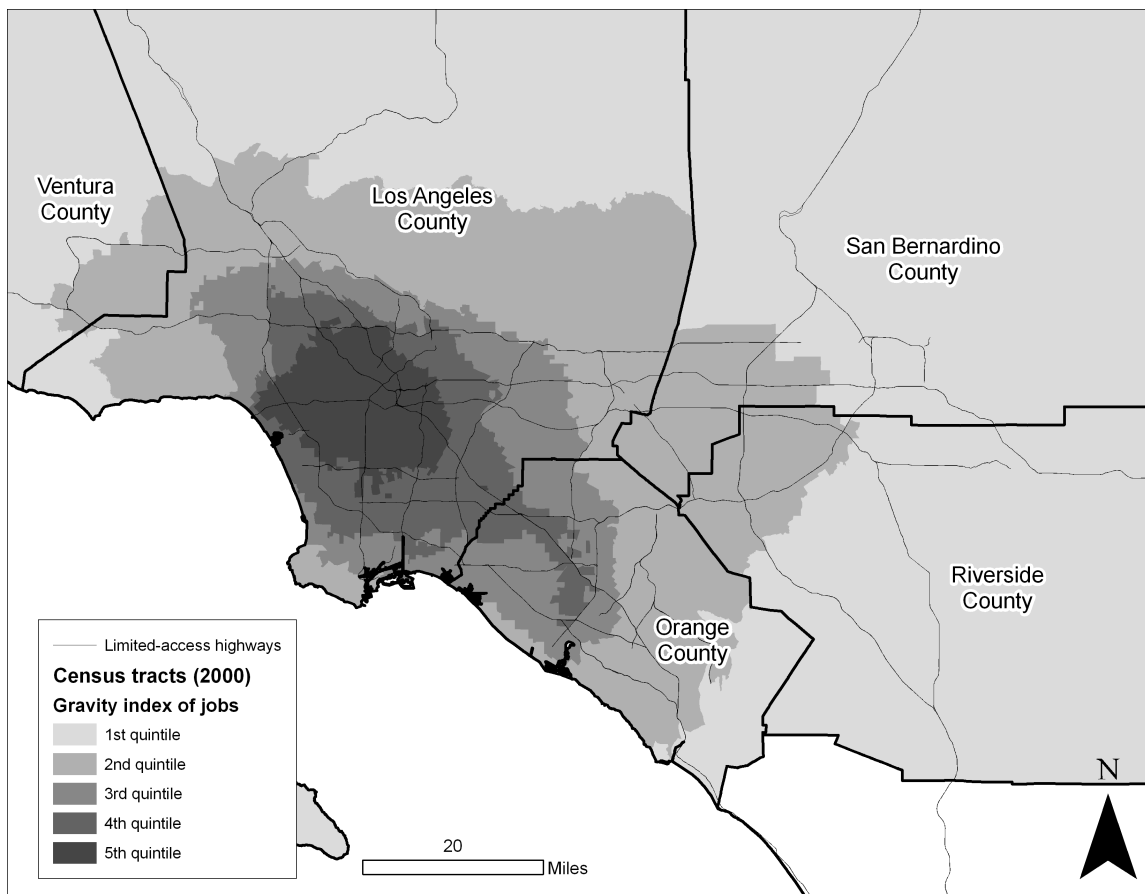 Ventura
County
Los Angeles
County
San Bernardino
County
Riverside
County
Orange
County
Limited-access highways
Census tracts (2000)
Gravity index of jobs
1st quintile
2nd quintile
3rd quintile
4th quintile
5th quintile
20
Miles
N